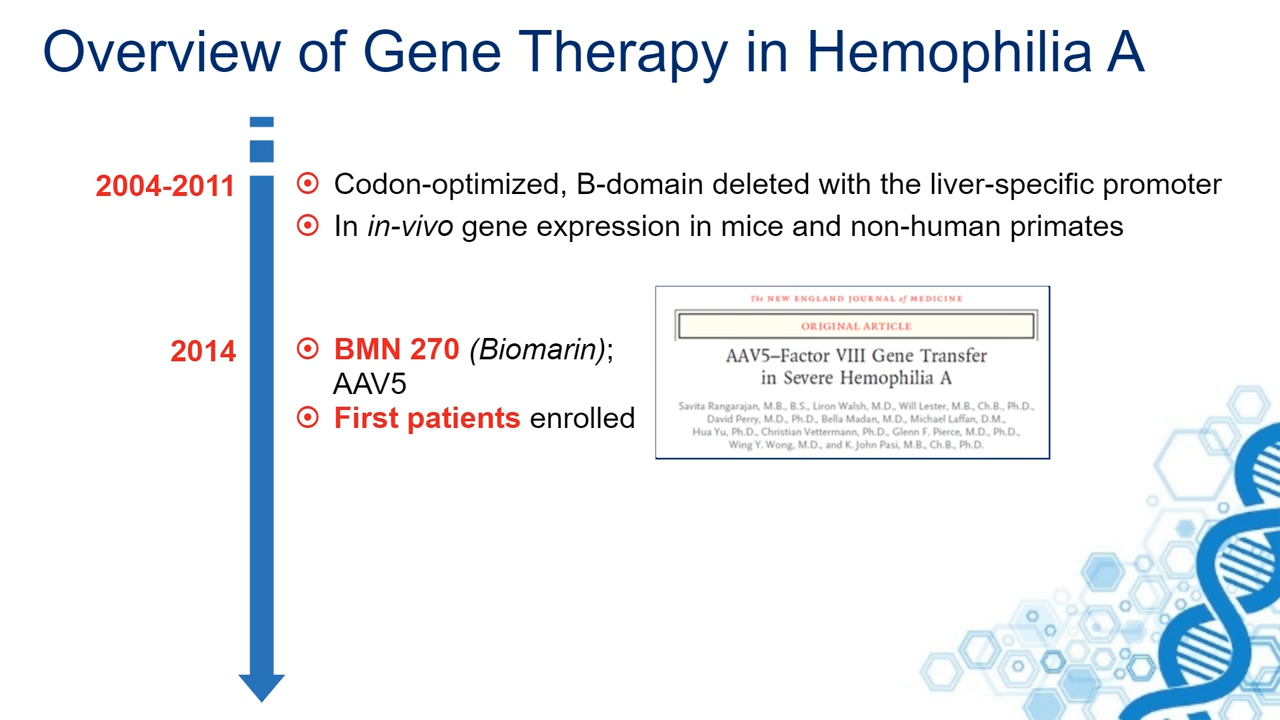 Overview of Gene Therapy in Hemophilia A
2004-2011
Codon-optimized, B-domain deleted with the liver-specific promoter
In in-vivo gene expression in mice and non-human primates
2014
BMN 270 (Biomarin);
AAV5
First patients enrolled
The NEW ENGLAND JOURNAL of MEDICINE
ORIGINAL ARTICLE
AAV5–Factor VIII Gene Transfer
in Severe Hemophilia A
Savita Rangarajan, M.B., B.S., Liron Walsh, M.D., Will Lester, M.B., Ch.B., Ph.D.,
David Perry, M.D., Ph.D., Bella Madan, M.D., Michael Laffan, D.M.,
Hua Yu, Ph.D., Christian Vettermann, Ph.D., Glenn F. Pierce, M.D., Ph.D.,
Wing Y. Wong, M.D., and K. John Pasi, M.B., Ch.B., Ph.D.